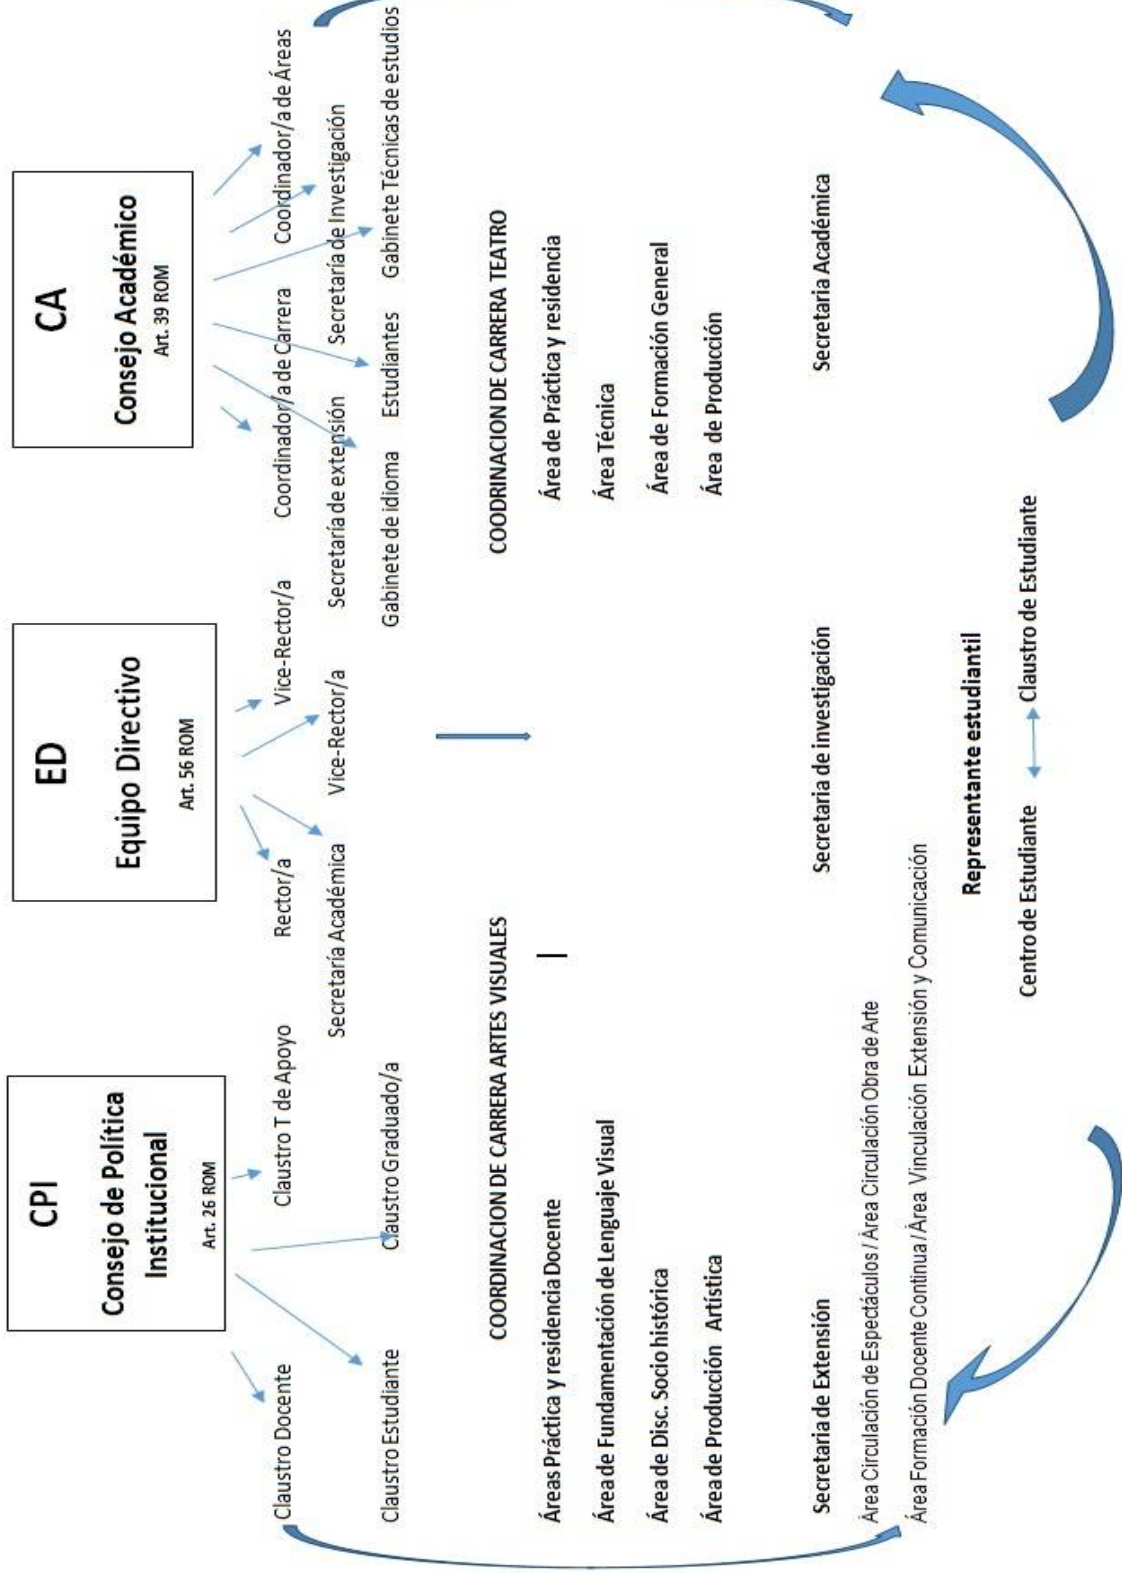 CPI
Consejo de Política
Institucional
Art. 26 ROM
ED
Equipo Directivo
Art. 56 ROM
CA
Consejo Académico
Art. 39 ROM
Claustro Docente
Claustro T de Apoyo
Rector/a
Vice-Rector/a
Coordinador/a de Carrera
Coordinador/a de Áreas
Secretaría Académica
Vice-Rector/a
Secretaría de extensión
Secretaría de Investigación
Claustro Estudiante
Claustro Graduado/a
Gabinete de idioma
Estudiantes
Gabinete Técnicas de estudios
COORDINACION DE CARRERA ARTES VISUALES
COODRINACION DE CARRERA TEATRO
Áreas Práctica y residencia Docente
Área de Práctica y residencia
Área de Fundamentación de Lenguaje Visual
Área Técnica
Área de Disc. Socio histórica
Área de Formación General
Área de Producción Artística
Área de Producción
Secretaria de Extensión
Secretaria de investigación
Secretaria Académica
Área Circulación de Espectáculos / Área Circulación Obra de Arte
Área Formación Docente Continua / Área Vinculación Extensión y Comunicación
Representante estudiantil
Centro de Estudiante
Claustro de Estudiante